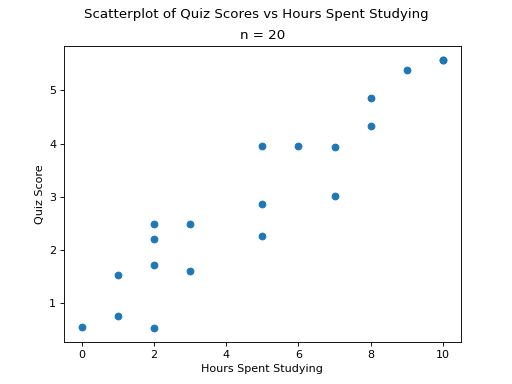 Scatterplot of Quiz Scores vs Hours Spent Studying
n = 20
5
4
3
2
1
Quiz Score
0 2 4 6 8 10
Hours Spent Studying